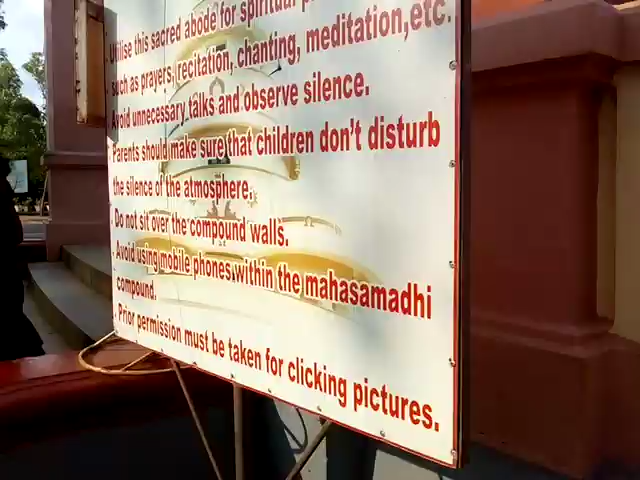 Utilise this sacred abode for spiritual
such as prayers, recitation, chanting, meditation,etc.
Avoid unnecessary talks and observe silence.
. Parents should make sure that children don't disturb
the silence of the atmosphere.
. Do not sit over the compound walls.
. Avoid using mobile phones within the mahasamadhi
compound.
. Prior permission must be taken for clicking pictures.